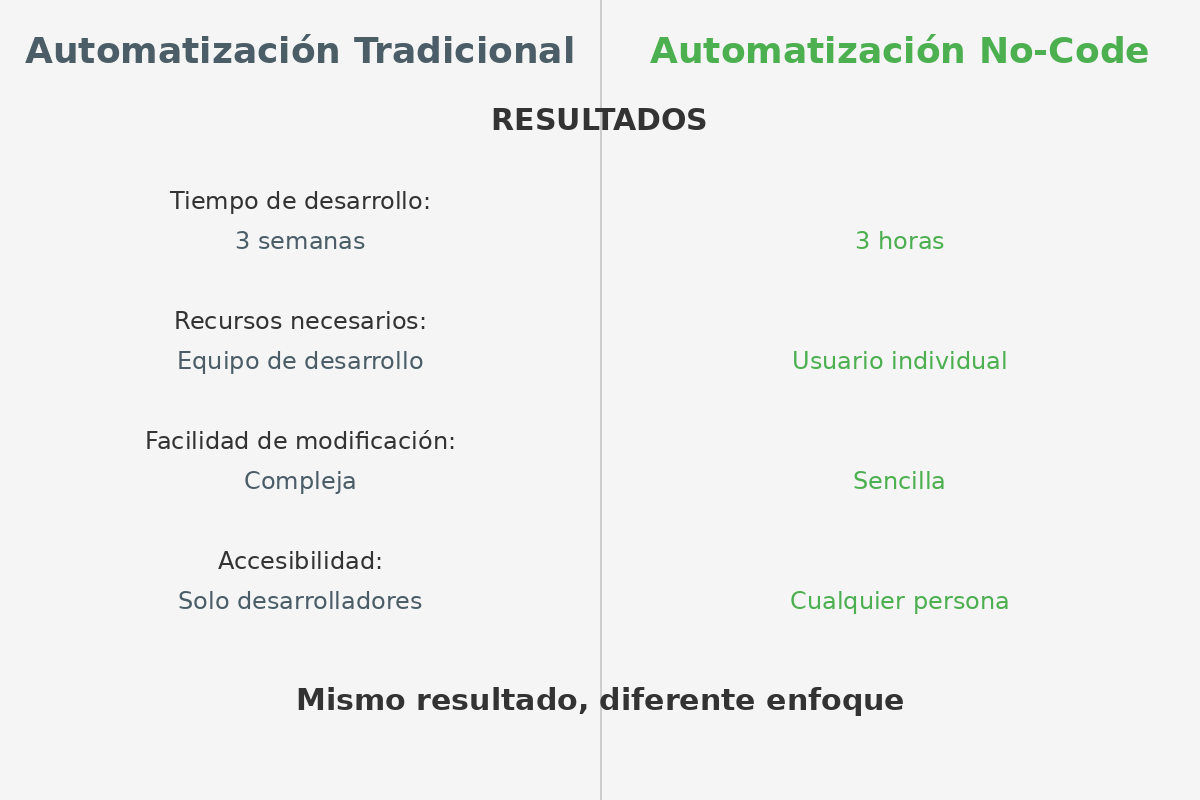 Automatización Tradicional
Automatización No-Code
RESULTADOS
Tiempo de desarrollo:
3 semanas
3 horas
Recursos necesarios:
Equipo de desarrollo
Usuario individual
Facilidad de modificación:
Compleja
Sencilla
Accesibilidad:
Solo desarrolladores
Cualquier persona
Mismo resultado, diferente enfoque